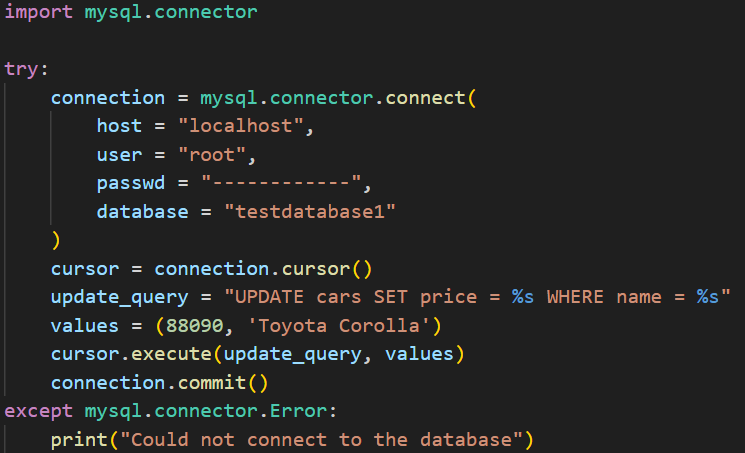 import mysql.connector

try:
    connection = mysql.connector.connect(
        host = "localhost",
        user = "root",
        passwd = "------------",
        database = "testdatabase1"
    )
    cursor = connection.cursor()
    update_query = "UPDATE cars SET price = %s WHERE name = %s"
    values = (88090, 'Toyota Corolla')
    cursor.execute(update_query, values)
    connection.commit()
except mysql.connector.Error:
    print("Could not connect to the database")